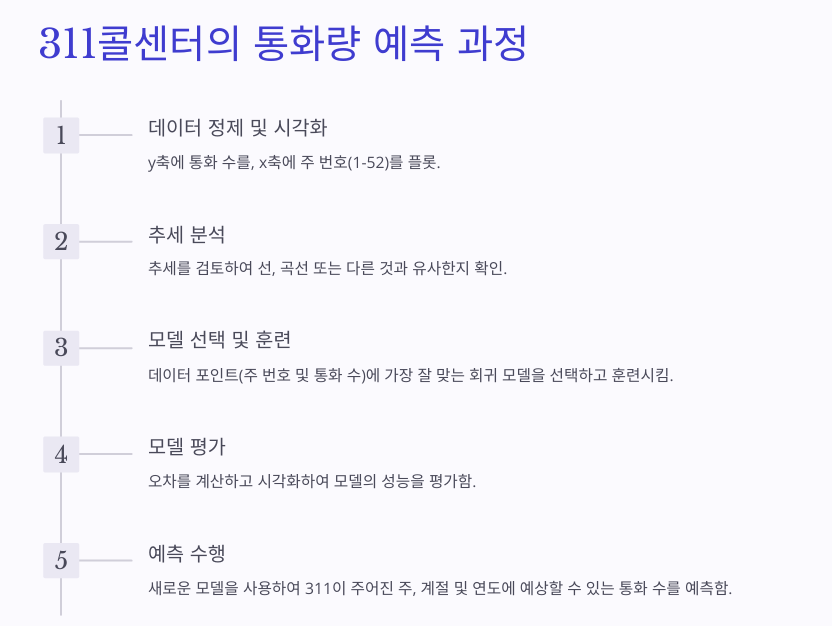 311콜센터의 통화량 예측 과정
1
데이터 정제 및 시각화
y축에 통화 수를, x축에 주 번호(1-52)를 플롯.
2
추세 분석
추세를 검토하여 선, 곡선 또는 다른 것과 유사한지 확인.
3
모델 선택 및 훈련
데이터 포인트(주 번호 및 통화 수)에 가장 잘 맞는 회귀 모델을 선택하고 훈련시킴.
4
모델 평가
오차를 계산하고 시각화하여 모델의 성능을 평가함.
5
예측 수행
새로운 모델을 사용하여 311이 주어진 주, 계절 및 연도에 예상할 수 있는 통화 수를 예측함.